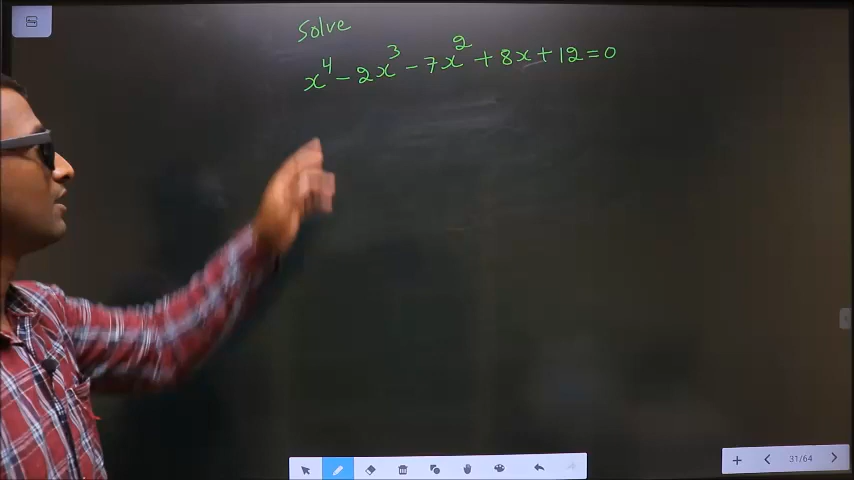 Solve
x⁴ - 2x³ - 7x² + 8x + 12 = 0
31/64